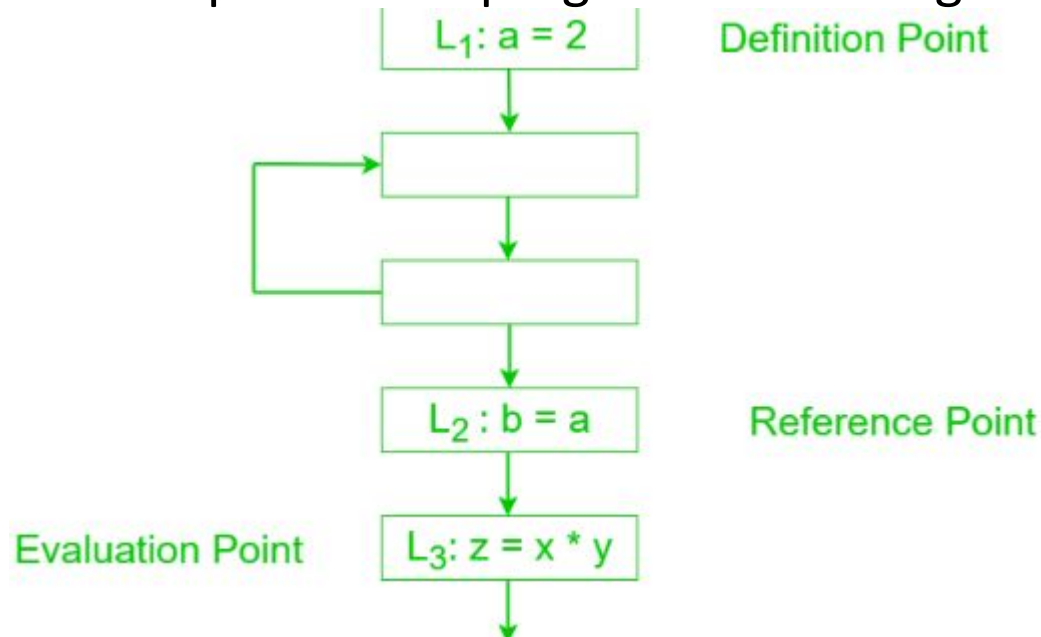 L₁: a = 2 Definition Point
L₂ : b = a Reference Point
Evaluation Point L₃: z = x * y